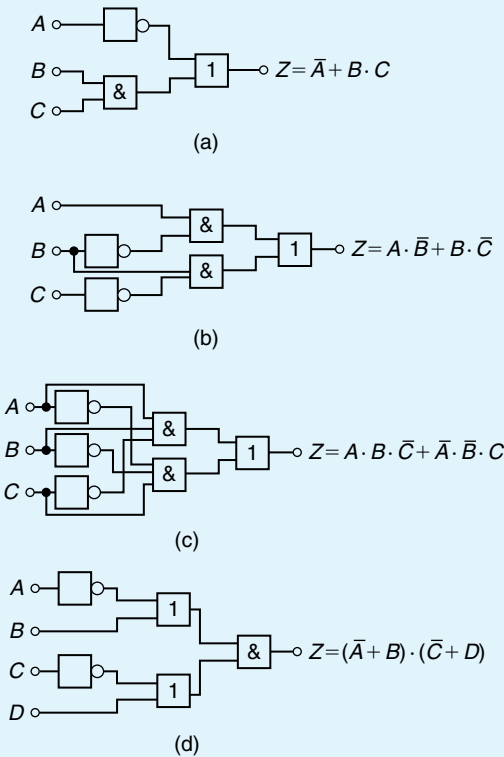 A
1
Z = Ā + B · C
B
&
C
(a)
A
&
B
1
Z = A · B̄ + B · C̄
&
C
(b)
A
&
B
1
Z = A · B · C̄ + Ā · B̄ · C
&
C
(c)
A
1
B
&
Z = (Ā + B) · (C̄ + D)
C
1
D
(d)